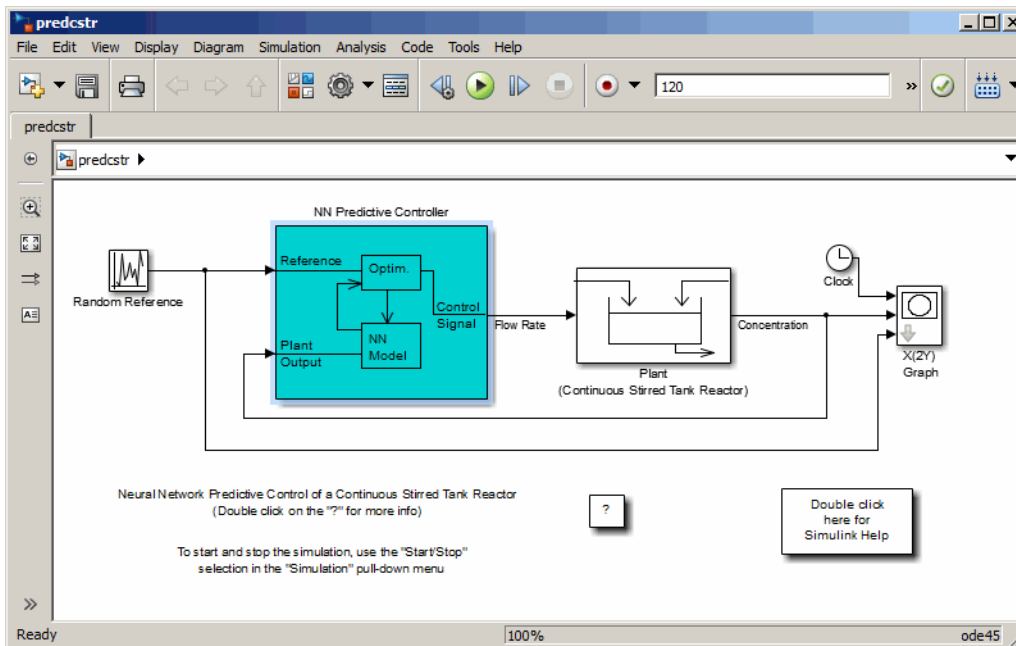 predcstr
File Edit View Display Diagram Simulation Analysis Code Tools Help
120
predcstr
predcstr
NN Predictive Controller
Reference
Optim.
Control
Signal
NN
Model
Plant
Output
Random Reference
Flow Rate
Plant
(Continuous Stirred Tank Reactor)
Concentration
Clock
X(2Y)
Graph
Neural Network Predictive Control of a Continuous Stirred Tank Reactor
(Double click on the "?" for more info)
?
Double click
here for
Simulink Help
To start and stop the simulation, use the "Start/Stop"
selection in the "Simulation" pull-down menu
Ready
100%
ode45